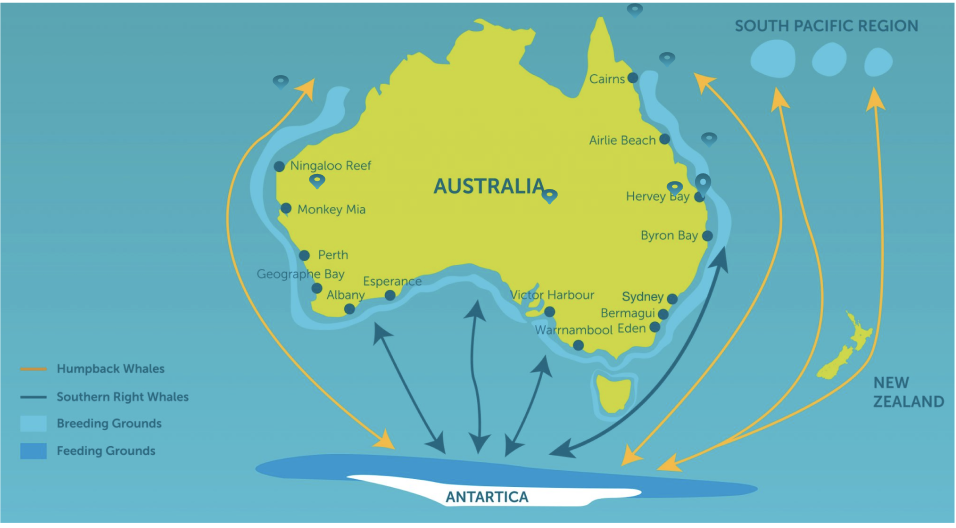 SOUTH PACIFIC REGION
Cairns
Airlie Beach
Ningaloo Reef
AUSTRALIA
Hervey Bay
Monkey Mia
Byron Bay
Perth
Geographe Bay
Esperance
Albany
Victor Harbour
Sydney
Bermagui
Warrnambool
Eden
Humpback Whales
Southern Right Whales
Breeding Grounds
Feeding Grounds
NEW
ZEALAND
ANTARTICA